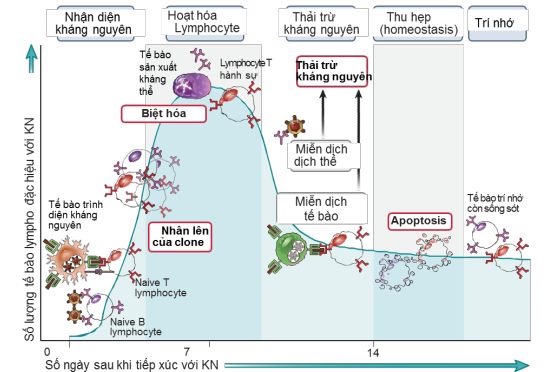 Nhận diện
kháng nguyên
Hoạt hóa
Lymphocyte
Thải trừ
kháng nguyên
Thu hẹp
(homeostasis)
Trí nhớ
Tế bào
sản xuất
kháng
thể
LymphocyteT
hành sự
Thải trừ
kháng nguyên
Biệt hóa
Miễn dịch
dịch thể
Miễn dịch
tế bào
Tế bào trình
diện kháng
nguyên
Nhân lên
của clone
Apoptosis
Tế bào trí nhớ
còn sống sót
Naive T
lymphocyte
Naive B
lymphocyte
Số lượng tế bào lympho đặc hiệu với KN
0
7
14
Số ngày sau khi tiếp xúc với KN